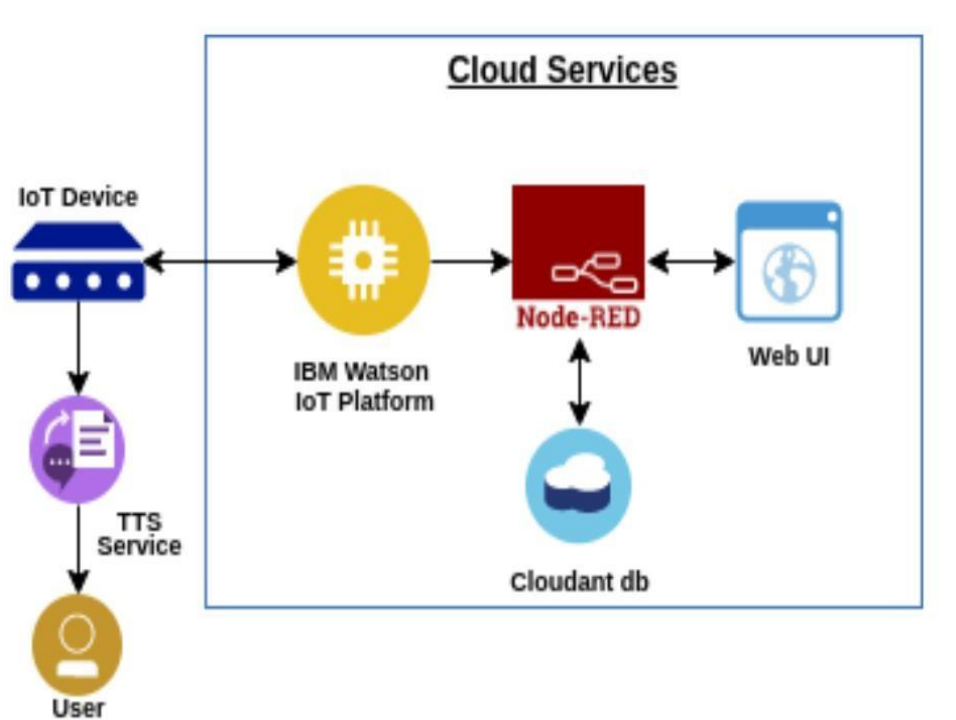 Cloud Services
IoT Device
Node-RED
Web UI
IBM Watson
IoT Platform
TTS
Service
Cloudant db
User